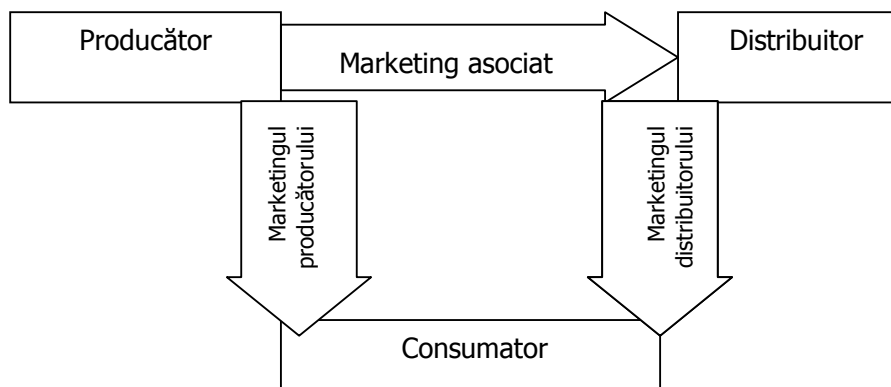 Producător
Distribuitor
Marketing asociat
Marketingul
producătorului
Marketingul
distribuitorului
Consumator